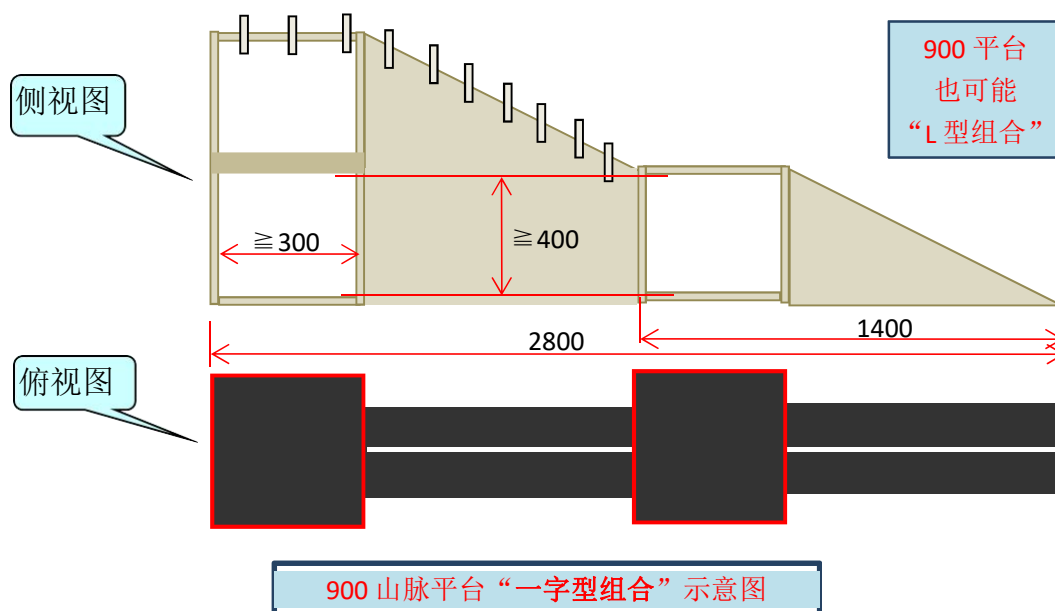 侧视图
900 平台
也可能
“L 型组合”
≧300
≧400
1400
2800
俯视图
900 山脉平台“一字型组合”示意图